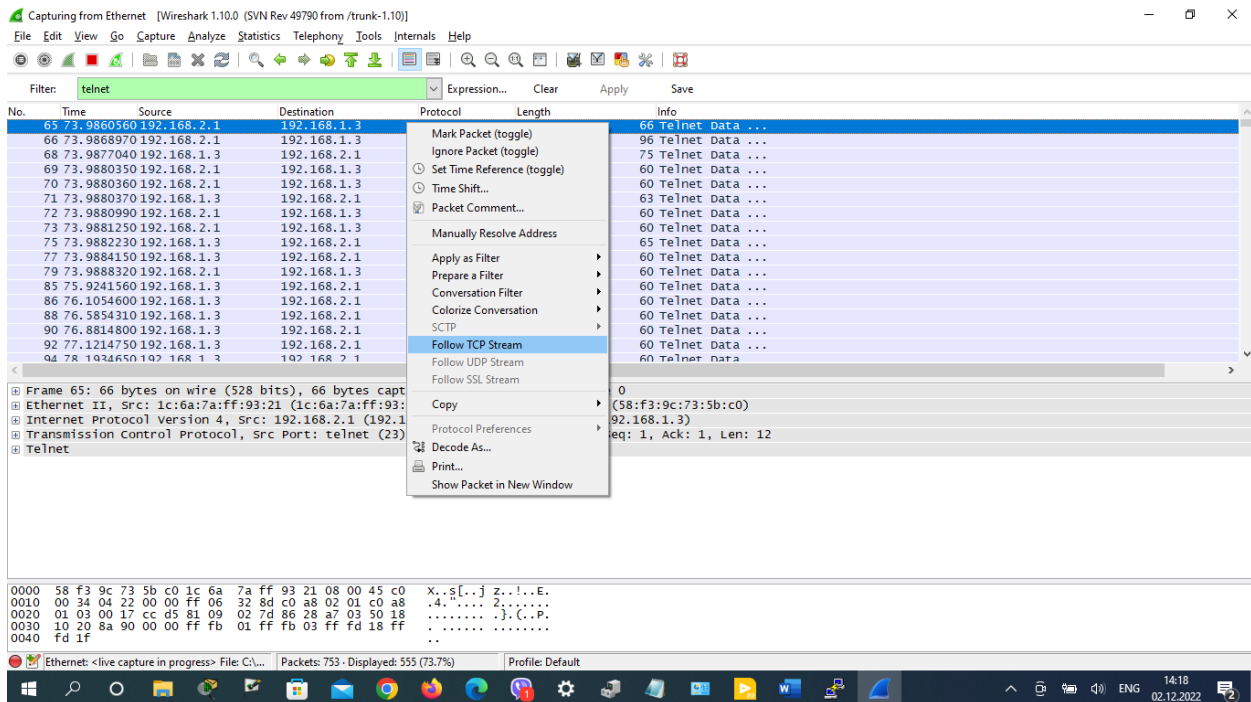 Capturing from Ethernet [Wireshark 1.10.0 (SVN Rev 49790 from /trunk-1.10)]
File Edit View Go Capture Analyze Statistics Telephony Tools Internals Help
Filter: telnet Expression... Clear Apply Save
No. Time Source Destination Protocol Length Info
65 73.9860560 192.168.2.1 192.168.1.3 66 Telnet Data ...
66 73.9868970 192.168.2.1 192.168.1.3 96 Telnet Data ...
68 73.9877040 192.168.1.3 192.168.2.1 75 Telnet Data ...
69 73.9880350 192.168.2.1 192.168.1.3 60 Telnet Data ...
70 73.9880360 192.168.2.1 192.168.1.3 60 Telnet Data ...
71 73.9880370 192.168.1.3 192.168.2.1 63 Telnet Data ...
72 73.9880990 192.168.2.1 192.168.1.3 60 Telnet Data ...
73 73.9881250 192.168.2.1 192.168.1.3 60 Telnet Data ...
75 73.9882230 192.168.1.3 192.168.2.1 65 Telnet Data ...
77 73.9884150 192.168.1.3 192.168.2.1 60 Telnet Data ...
79 73.9888320 192.168.2.1 192.168.1.3 60 Telnet Data ...
85 75.9241560 192.168.1.3 192.168.2.1 60 Telnet Data ...
86 76.1054600 192.168.1.3 192.168.2.1 60 Telnet Data ...
88 76.5854310 192.168.1.3 192.168.2.1 60 Telnet Data ...
90 76.8814800 192.168.1.3 192.168.2.1 60 Telnet Data ...
92 77.1214750 192.168.1.3 192.168.2.1 60 Telnet Data ...
94 78.1934650 192.168.1.3 192.168.2.1 60 Telnet Data
Mark Packet (toggle)
Ignore Packet (toggle)
Set Time Reference (toggle)
Time Shift...
Packet Comment...
Manually Resolve Address
Apply as Filter
Prepare a Filter
Conversation Filter
Colorize Conversation
SCTP
Follow TCP Stream
Follow UDP Stream
Follow SSL Stream
Copy
Protocol Preferences
Decode As...
Print...
Show Packet in New Window
Frame 65: 66 bytes on wire (528 bits), 66 bytes capt 0
Ethernet II, Src: 1c:6a:7a:ff:93:21 (1c:6a:7a:ff:93: (58:f3:9c:73:5b:c0)
Internet Protocol Version 4, Src: 192.168.2.1 (192.1 92.168.1.3)
Transmission Control Protocol, Src Port: telnet (23) eq: 1, Ack: 1, Len: 12
Telnet
0000 58 f3 9c 73 5b c0 1c 6a 7a ff 93 21 08 00 45 c0 X..s[..j z..!..E.
0010 00 34 04 22 00 00 ff 06 32 8d c0 a8 02 01 c0 a8 .4.".... 2.......
0020 01 03 00 17 cc d5 81 09 02 7d 86 28 a7 03 50 18 ........ .}.(..P.
0030 10 20 8a 90 00 00 ff fb 01 ff fb 03 ff fd 18 ff . ...... ........
0040 fd 1f ..
Ethernet: <live capture in progress> File: C:\... Packets: 753 · Displayed: 555 (73.7%) Profile: Default
ENG 14:18
02.12.2022